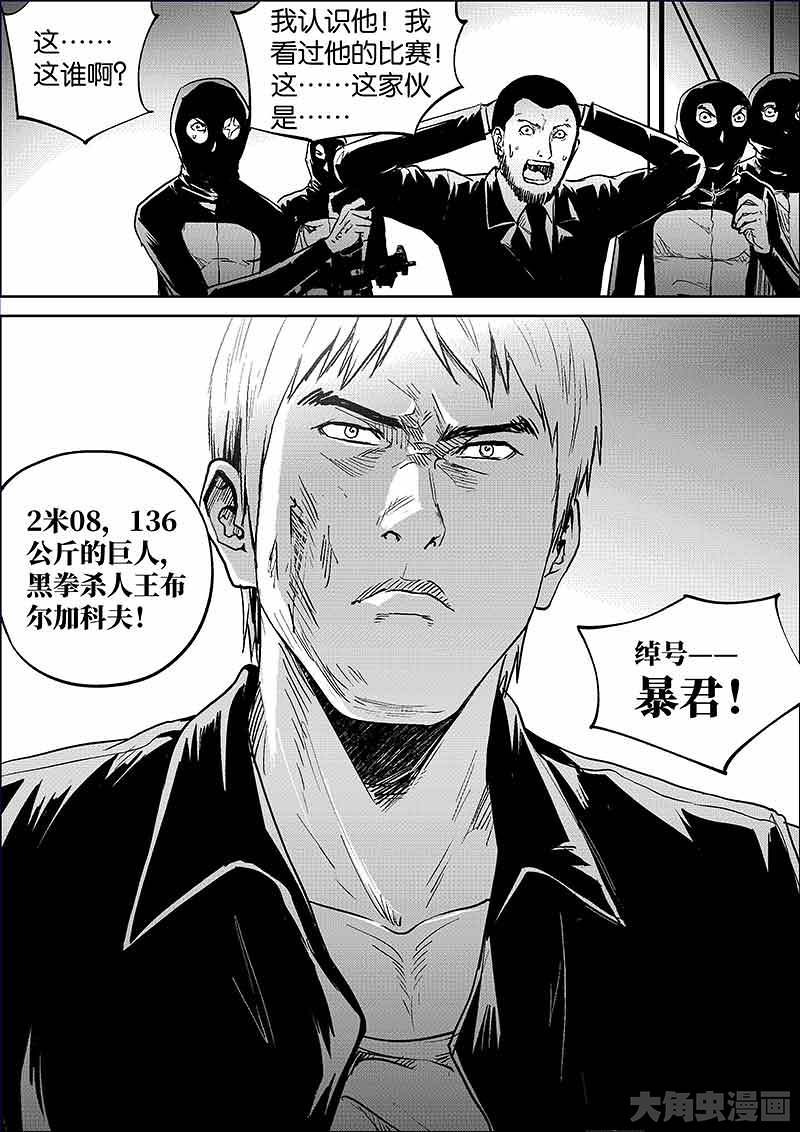 这……
这谁啊？
我认识他！我
看过他的比赛！
这……这家伙
是……
2米08，136
公斤的巨人，
黑拳杀人王布
尔加科夫！
绰号——
暴君！
大角虫漫画